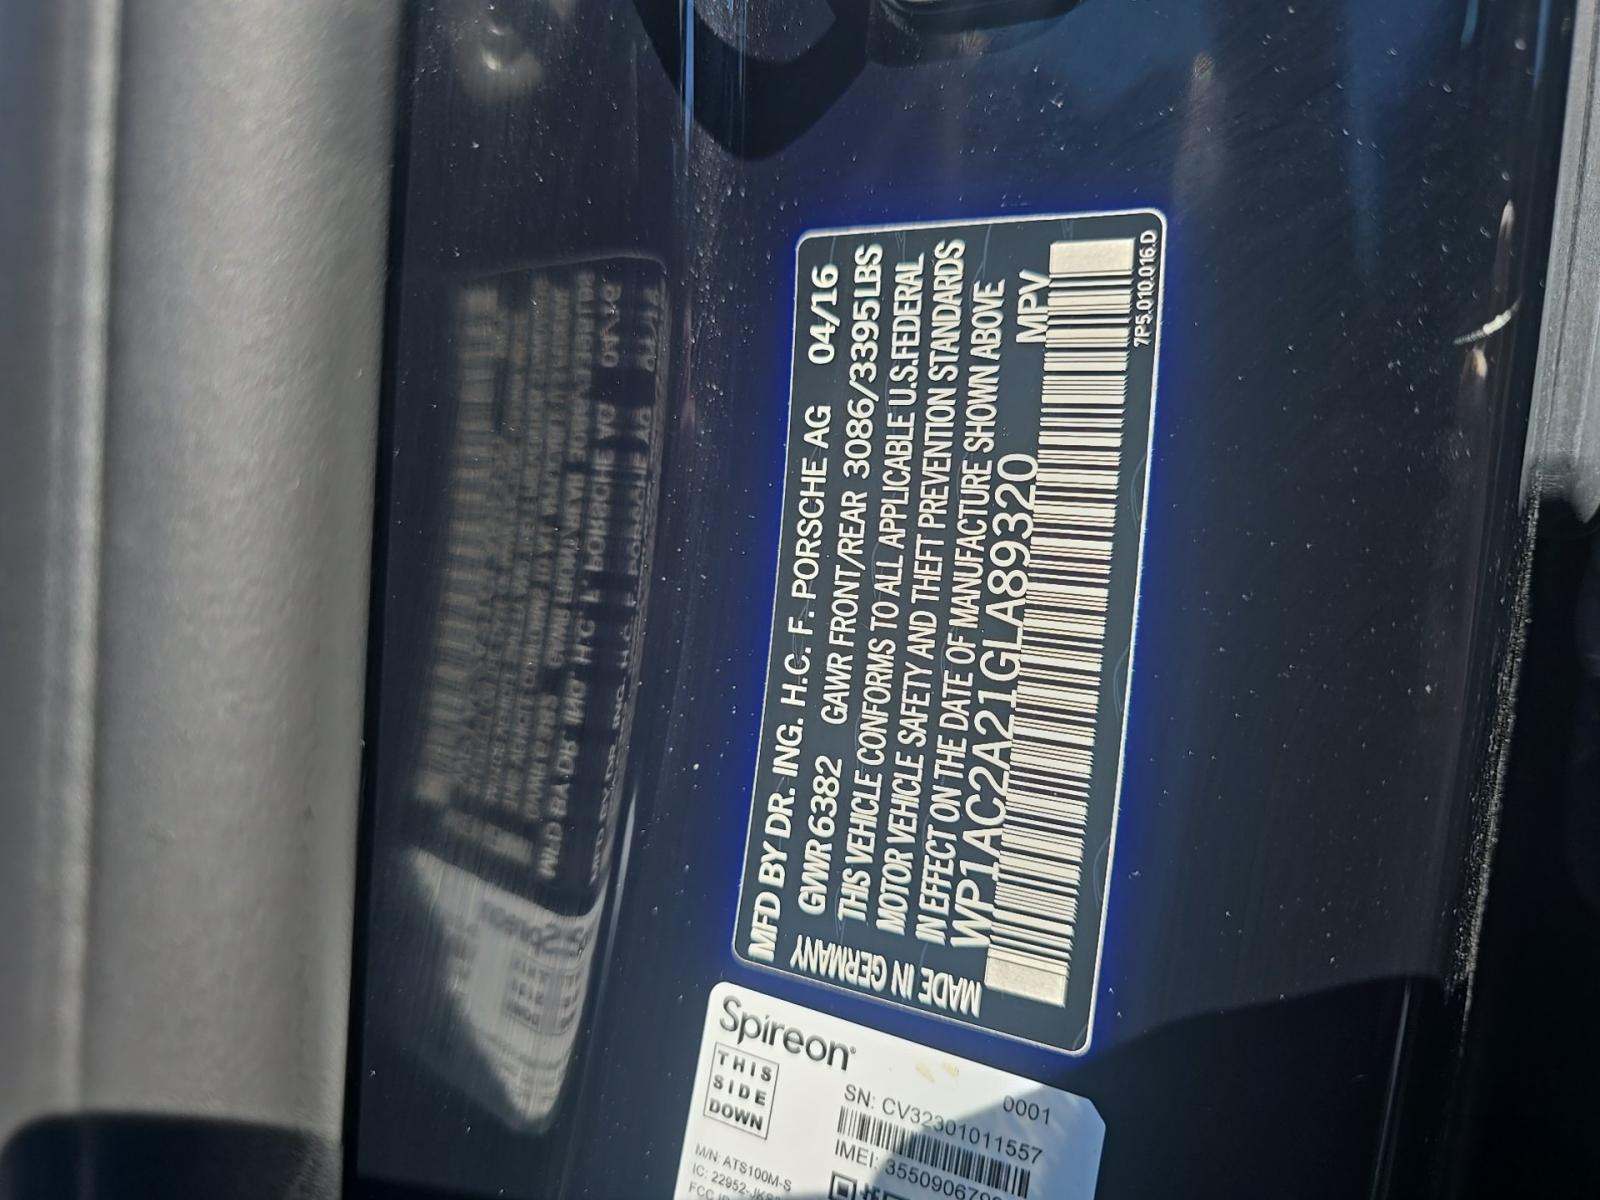 MFD BY DR. ING. H.C. F. PORSCHE AG 04/16
GWR 6382 GAWR FRONT/REAR 3086/3395LBS
THIS VEHICLE CONFORMS TO ALL APPLICABLE U.S.FEDERAL
MOTOR VEHICLE SAFETY AND THEFT PREVENTION STANDARDS
IN EFFECT ON THE DATE OF MANUFACTURE SHOWN ABOVE
WP1AC2A21GLA89320 MPV
7P5.010.016.D
MADE IN GERMANY
Spireon
THIS
SIDE
DOWN
SN: CV32301011557
0001
M/N: ATS100M-S
IC: 22952-
FCC
IMEI: